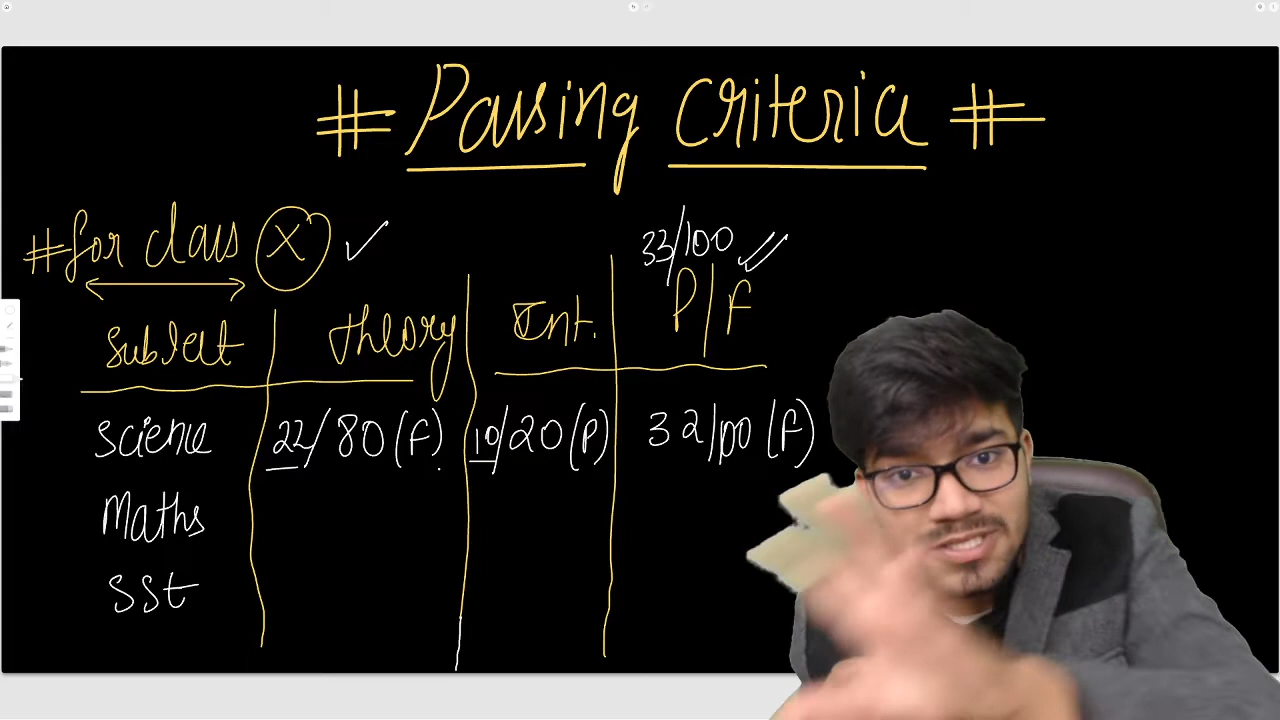 # Passing Criteria #
#for class X
33/100
Subject Theory Int. P/F
Science 22/80(F) 10/20(P) 32/100(F)
Maths
SSt